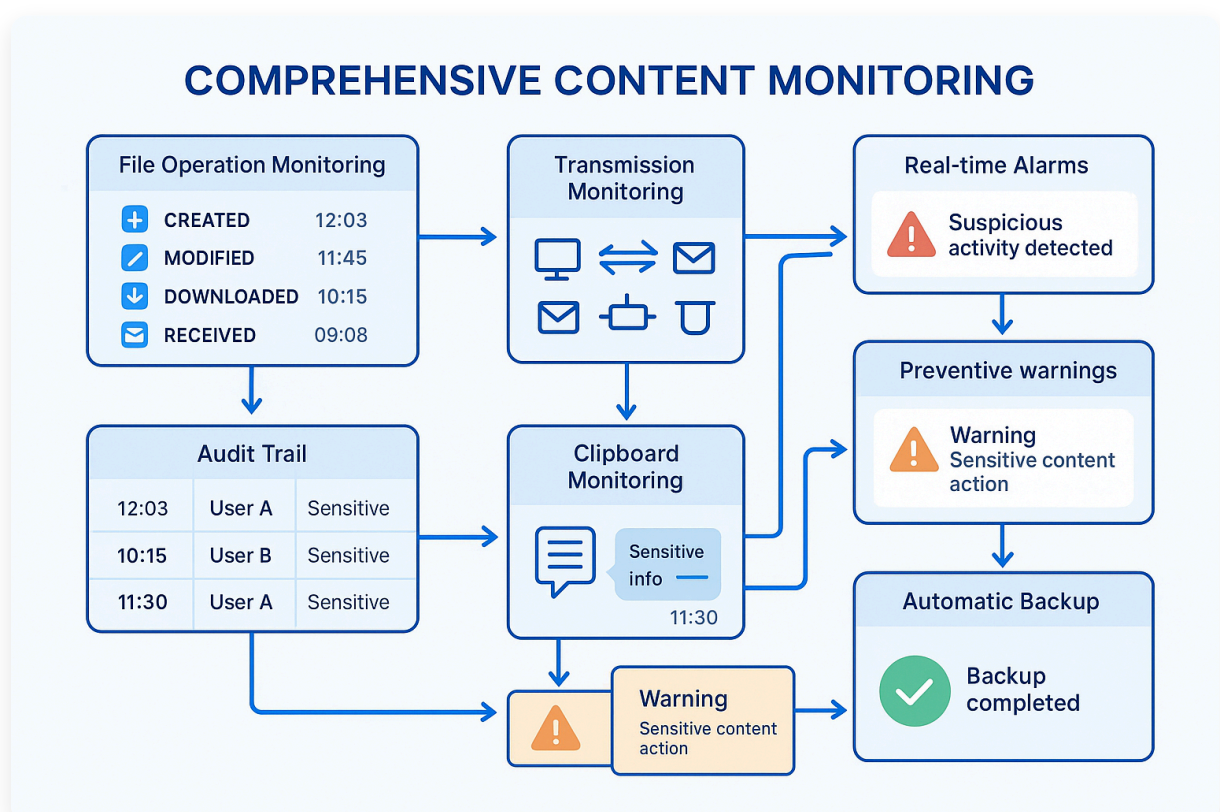 COMPREHENSIVE CONTENT MONITORING
File Operation Monitoring
CREATED 12:03
MODIFIED 11:45
DOWNLOADED 10:15
RECEIVED 09:08
Transmission
Monitoring
Real-time Alarms
Suspicious
activity detected
Preventive warnings
Warning
Sensitive content
action
Audit Trail
12:03 User A Sensitive
10:15 User B Sensitive
11:30 User A Sensitive
Clipboard
Monitoring
Sensitive
info
11:30
Warning
Sensitive content
action
Automatic Backup
Backup
completed